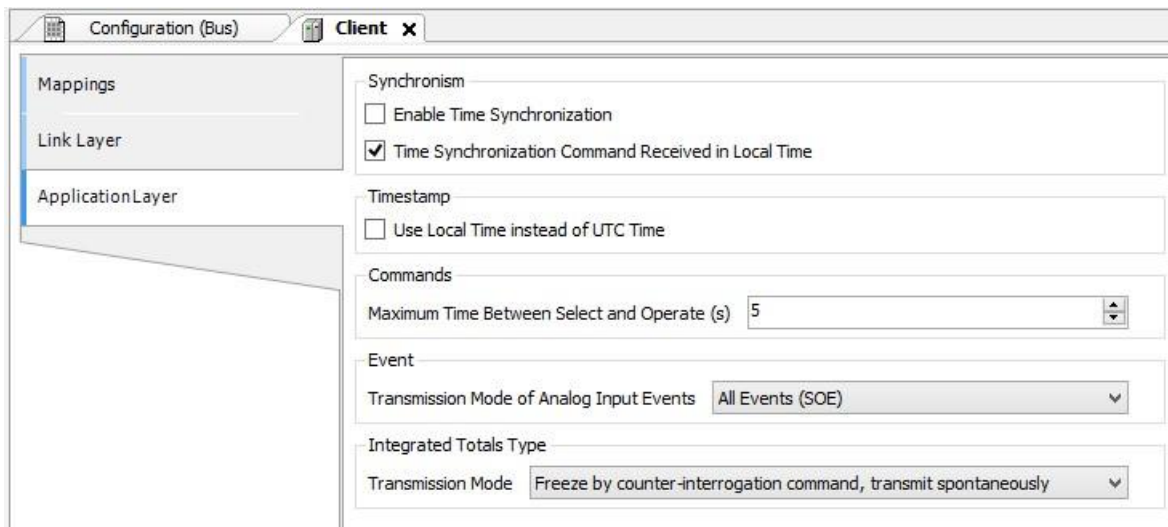 Configuration (Bus)
Client
Mappings
Link Layer
Application Layer
Synchronism
Enable Time Synchronization
Time Synchronization Command Received in Local Time
Timestamp
Use Local Time instead of UTC Time
Commands
Maximum Time Between Select and Operate (s) 5
Event
Transmission Mode of Analog Input Events All Events (SOE)
Integrated Totals Type
Transmission Mode Freeze by counter-interrogation command, transmit spontaneously